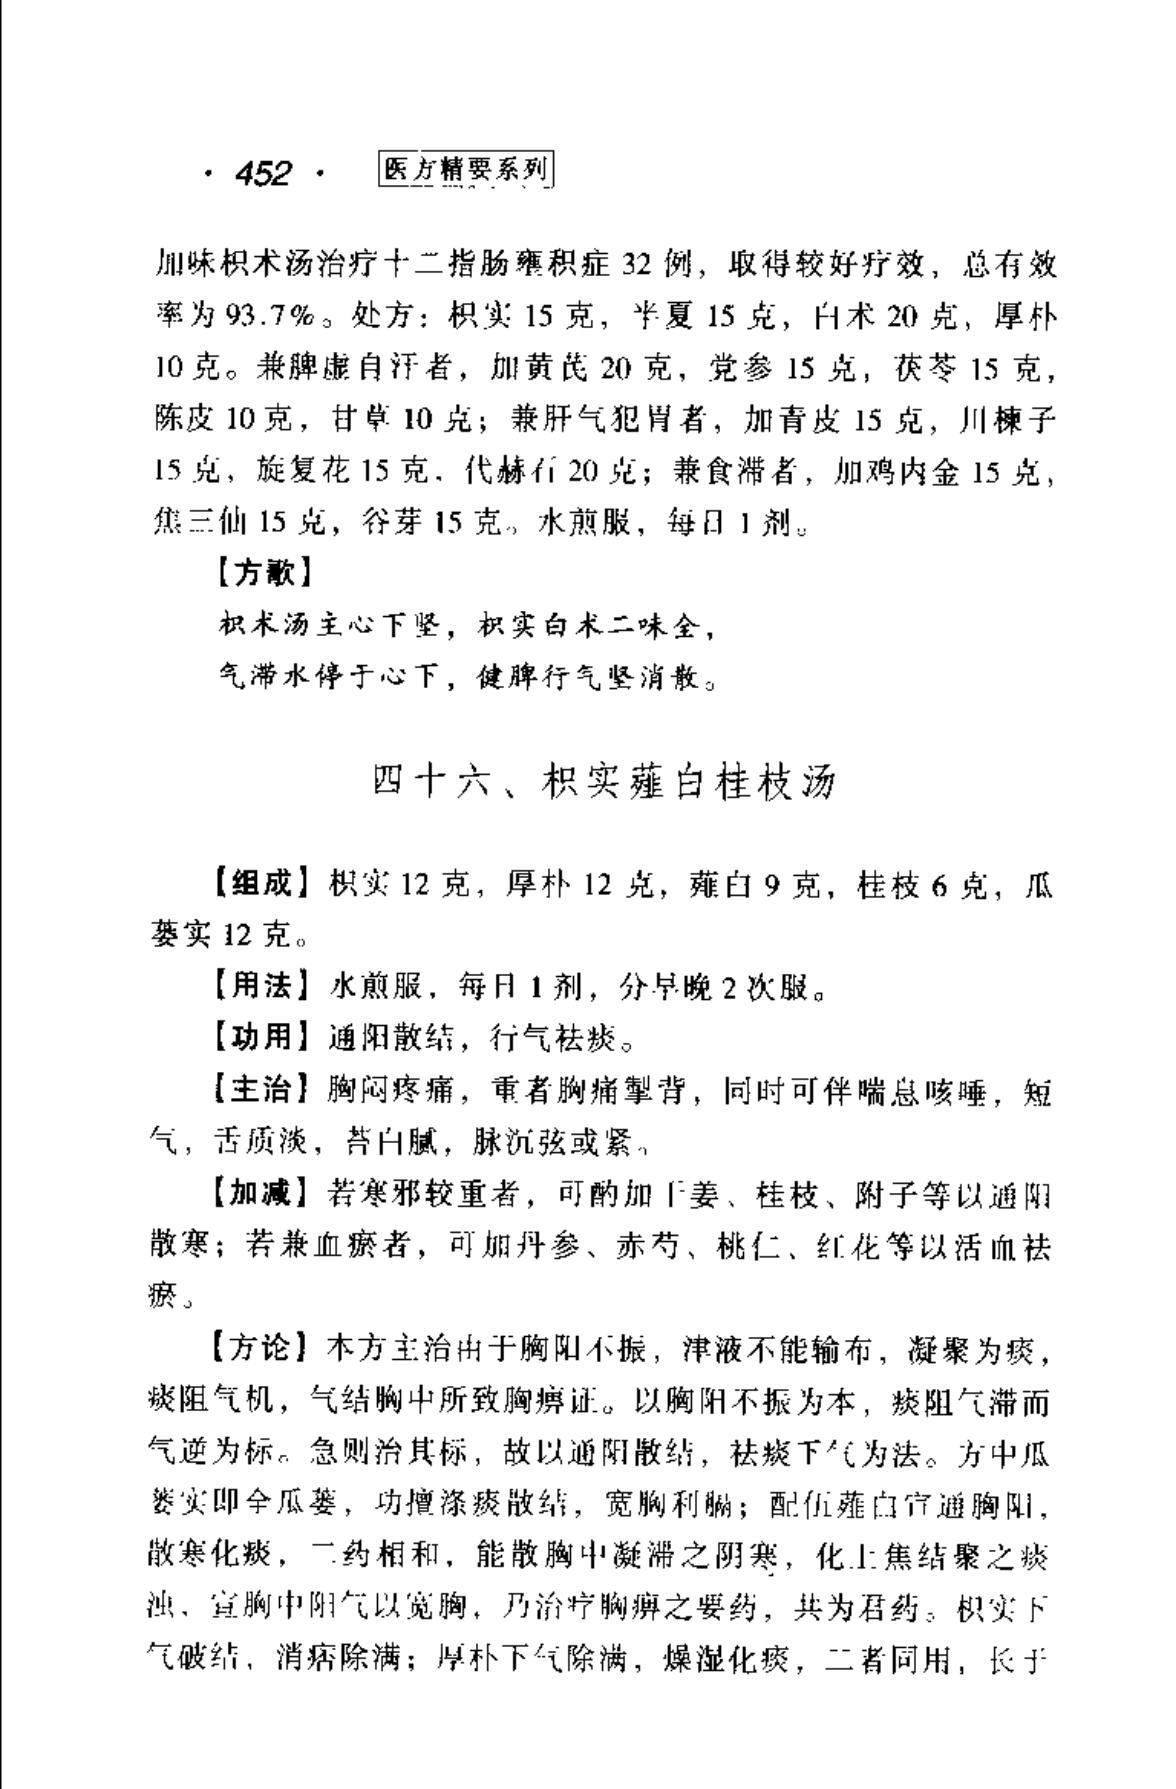 · 452 · 医方精要系列
加味枳术汤治疗十二指肠壅积症 32 例，取得较好疗效，总有效
率为 93.7%。处方：枳实 15 克，半夏 15 克，白术 20 克，厚朴
10 克。兼脾虚自汗者，加黄芪 20 克，党参 15 克，茯苓 15 克，
陈皮 10 克，甘草 10 克；兼肝气犯胃者，加青皮 15 克，川楝子
15 克，旋复花 15 克，代赫石 20 克；兼食滞者，加鸡内金 15 克，
焦三仙 15 克，谷芽 15 克。水煎服，每日 1 剂。
【方歌】
枳术汤主心下坚，枳实白术二味全，
气滞水停于心下，健脾行气坚消散。
四十六、枳实薤白桂枝汤
【组成】枳实 12 克，厚朴 12 克，薤白 9 克，桂枝 6 克，瓜
蒌实 12 克。
【用法】水煎服，每日 1 剂，分早晚 2 次服。
【功用】通阳散结，行气祛痰。
【主治】胸闷疼痛，重者胸痛掣背，同时可伴喘息咳唾，短
气，舌质淡，苔白腻，脉沉弦或紧。
【加减】若寒邪较重者，可酌加干姜、桂枝、附子等以通阳
散寒；若兼血瘀者，可加丹参、赤芍、桃仁、红花等以活血祛
瘀。
【方论】本方主治由于胸阳不振，津液不能输布，凝聚为痰，
痰阻气机，气结胸中所致胸痹证。以胸阳不振为本，痰阻气滞而
气逆为标。急则治其标，故以通阳散结，祛痰下气为法。方中瓜
蒌实即全瓜蒌，功擅涤痰散结，宽胸利膈；配伍薤白宣通胸阳，
散寒化痰，二药相和，能散胸中凝滞之阴寒，化上焦结聚之痰
浊，宣胸中阳气以宽胸，乃治疗胸痹之要药，共为君药。枳实下
气破结，消痞除满；厚朴下气除满，燥湿化痰，二者同用，长于